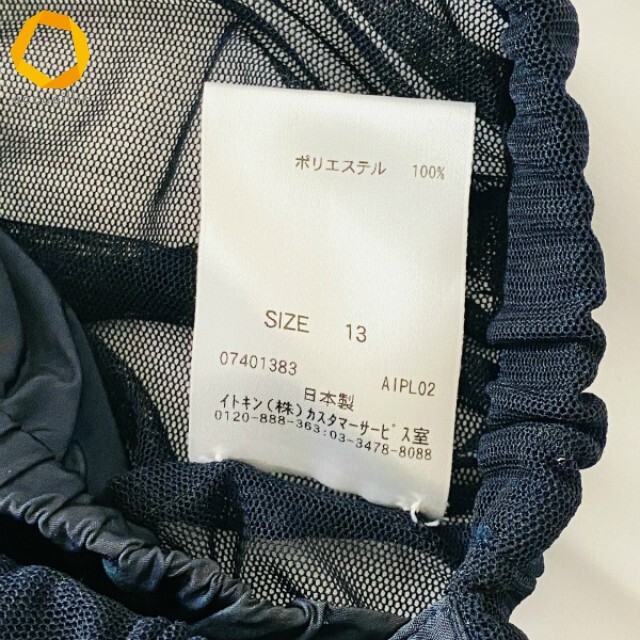 ポリエステル 100%
SIZE 13
07401383 AIPL02
日本製
イトキン(株)カスタマーサービス室
0120-888-363:03-3478-8088